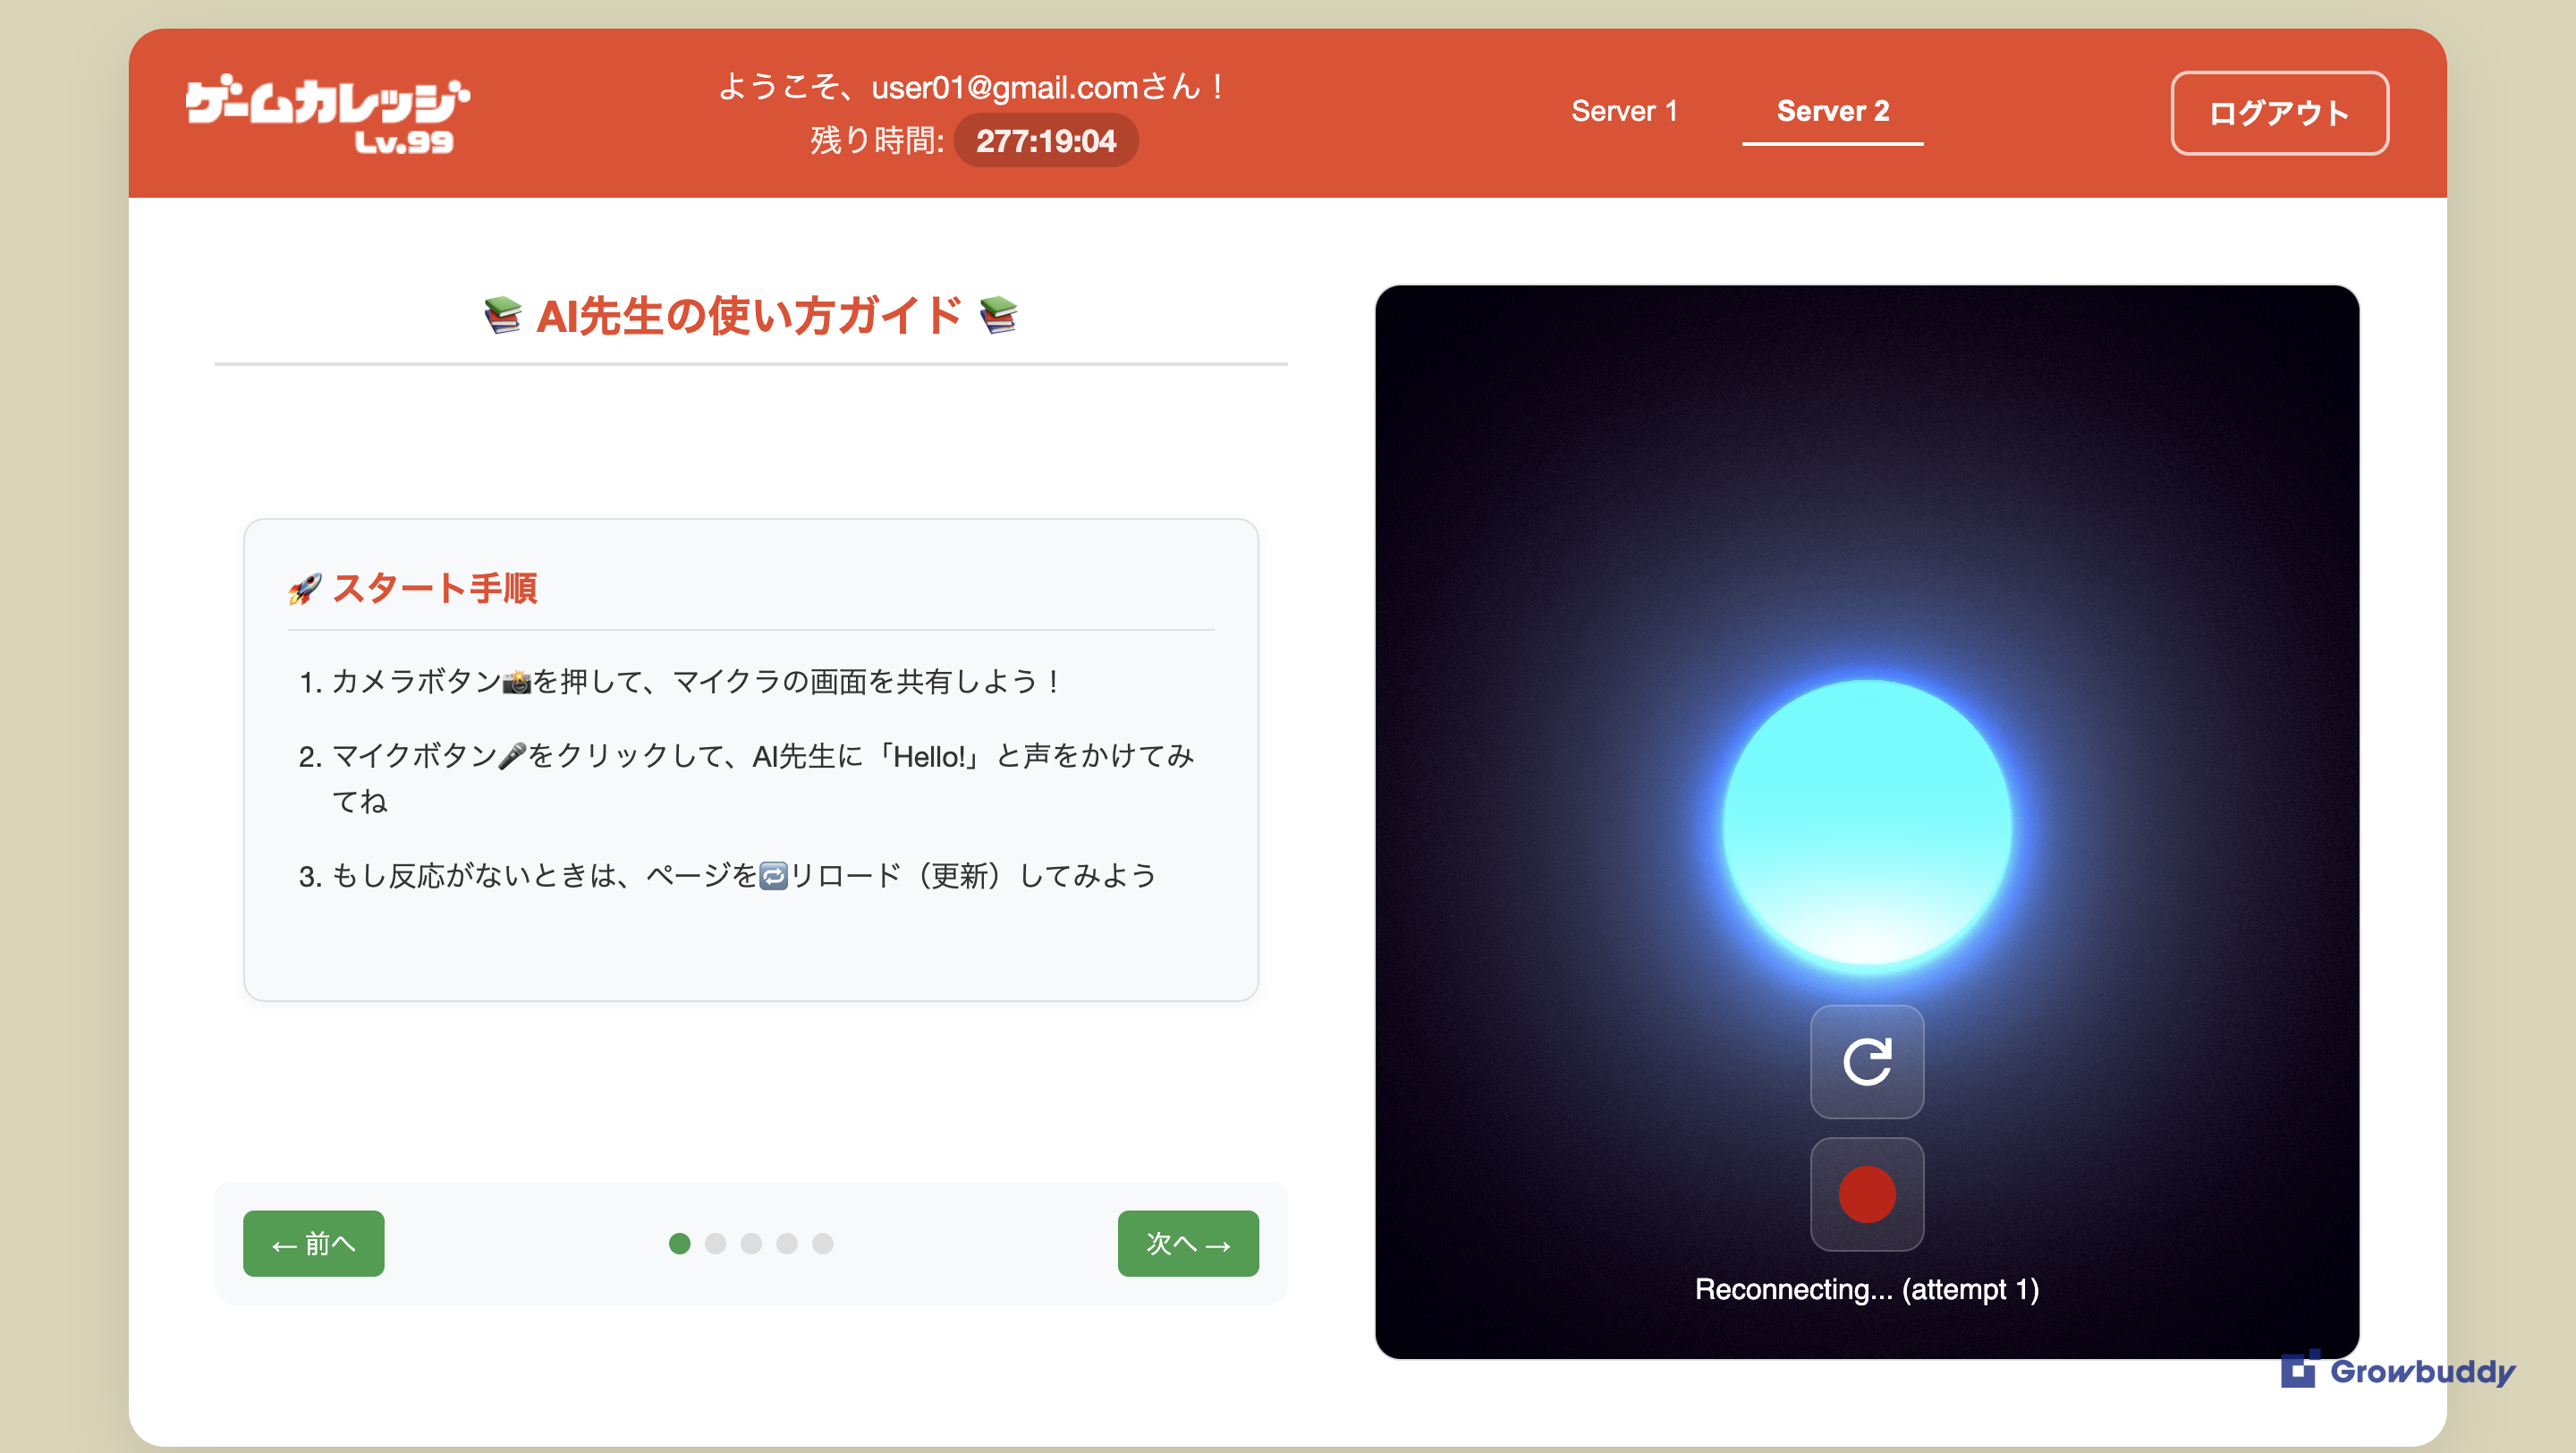 ゲームカレッジ
Lv.99
ようこそ、user01@gmail.comさん！
残り時間: 277:19:04
Server 1
Server 2
ログアウト
📚 AI先生の使い方ガイド 📚
🚀 スタート手順
1. カメラボタン📸を押して、マイクラの画面を共有しよう！
2. マイクボタン🎤をクリックして、AI先生に「Hello!」と声をかけてみ
てね
3. もし反応がないときは、ページを🔁リロード（更新）してみよう
← 前へ
次へ →
Reconnecting... (attempt 1)
Growbuddy